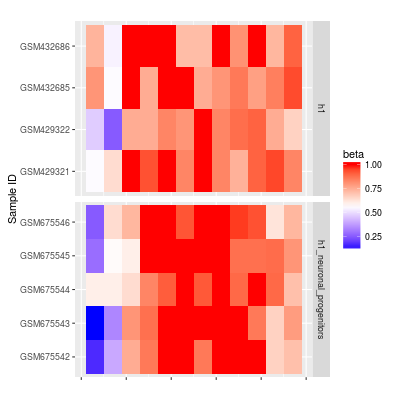 GSM432686
GSM432685
GSM429322
GSM429321
h1
GSM675546
GSM675545
GSM675544
GSM675543
GSM675542
h1_neuronal_progenitors
Sample ID
beta
1.00
0.75
0.50
0.25